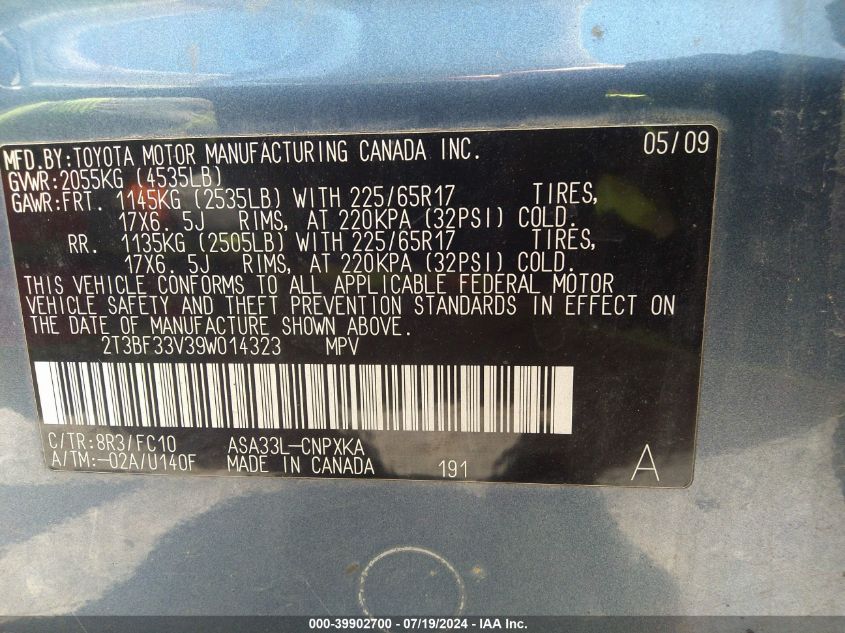 MFD.BY:TOYOTA MOTOR MANUFACTURING CANADA INC. 05/09
GVWR:2055KG (4535LB)
GAWR:FRT. 1145KG (2535LB) WITH 225/65R17 TIRES,
17X6. 5J RIMS, AT 220KPA (32PSI) COLD.
RR. 1135KG (2505LB) WITH 225/65R17 TIRES,
17X6. 5J RIMS, AT 220KPA (32PSI) COLD.
THIS VEHICLE CONFORMS TO ALL APPLICABLE FEDERAL MOTOR
VEHICLE SAFETY AND THEFT PREVENTION STANDARDS IN EFFECT ON
THE DATE OF MANUFACTURE SHOWN ABOVE.
2T3BF33V39W014323 MPV
C/TR:8R3/FC10 ASA33L-CNPXKA
A/TM:-02A/U140F MADE IN CANADA 191 A
000-39902700 - 07/19/2024 - IAA Inc.